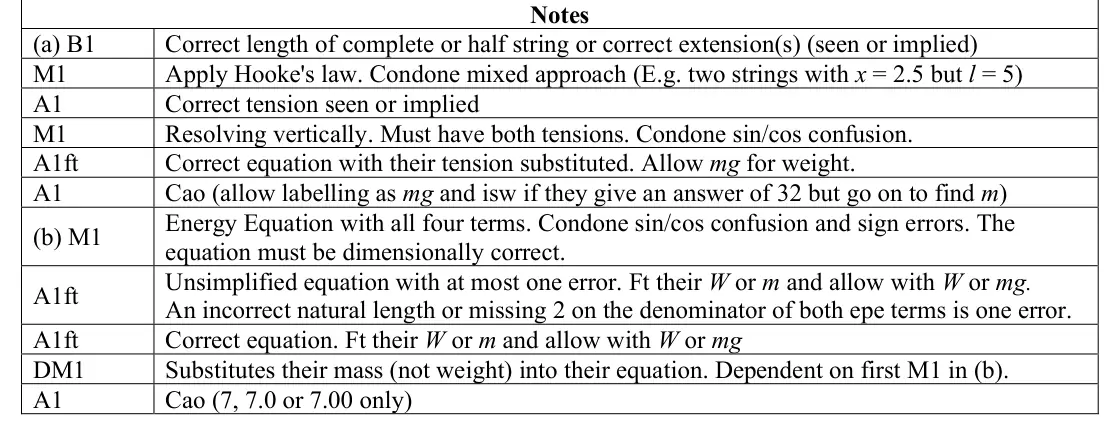 Notes
(a) B1 Correct length of complete or half string or correct extension(s) (seen or implied)
M1 Apply Hooke's law. Condone mixed approach (E.g. two strings with x = 2.5 but l = 5)
A1 Correct tension seen or implied
M1 Resolving vertically. Must have both tensions. Condone sin/cos confusion.
A1ft Correct equation with their tension substituted. Allow mg for weight.
A1 Cao (allow labelling as mg and isw if they give an answer of 32 but go on to find m)
(b) M1 Energy Equation with all four terms. Condone sin/cos confusion and sign errors. The
equation must be dimensionally correct.
A1ft Unsimplified equation with at most one error. Ft their W or m and allow with W or mg.
An incorrect natural length or missing 2 on the denominator of both epe terms is one error.
A1ft Correct equation. Ft their W or m and allow with W or mg
DM1 Substitutes their mass (not weight) into their equation. Dependent on first M1 in (b).
A1 Cao (7, 7.0 or 7.00 only)